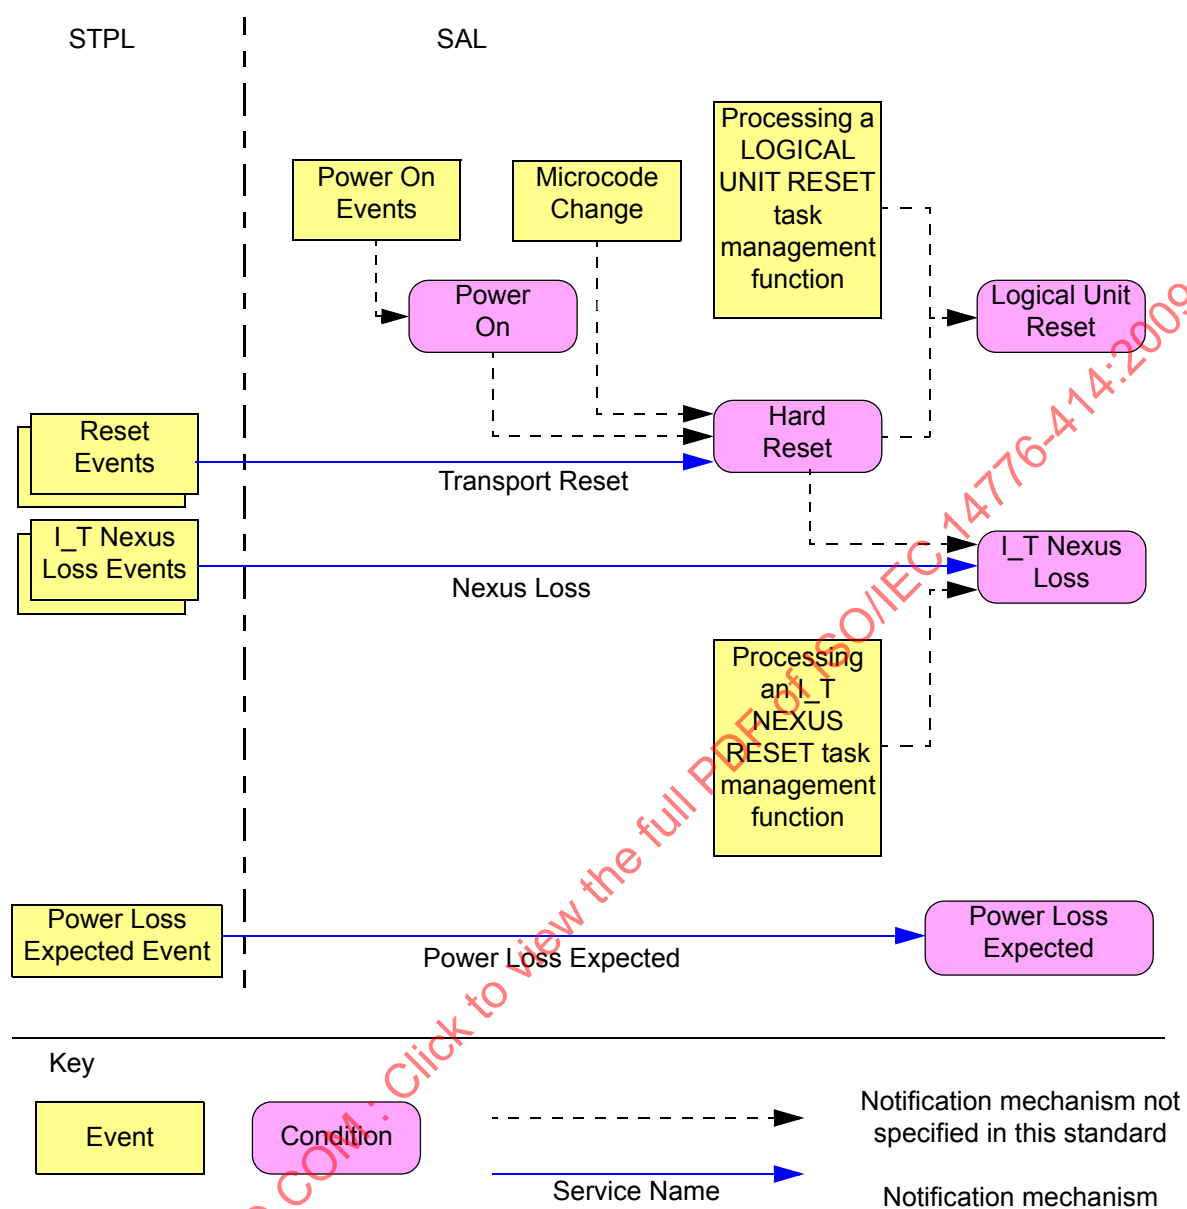 STPL
SAL
Power On
Events
Microcode
Change
Processing a
LOGICAL
UNIT RESET
task
management
function
Power
On
Logical Unit
Reset
Reset
Events
Transport Reset
Hard
Reset
I_T Nexus
Loss Events
Nexus Loss
I_T Nexus
Loss
Processing
an I_T
NEXUS
RESET task
management
function
Power Loss
Expected Event
Power Loss Expected
Power Loss
Expected
Key
Event
Condition
Notification mechanism not
specified in this standard
Service Name
Notification mechanism
COM : Click to view the full PDF of ISO/IEC 14776-414:2009